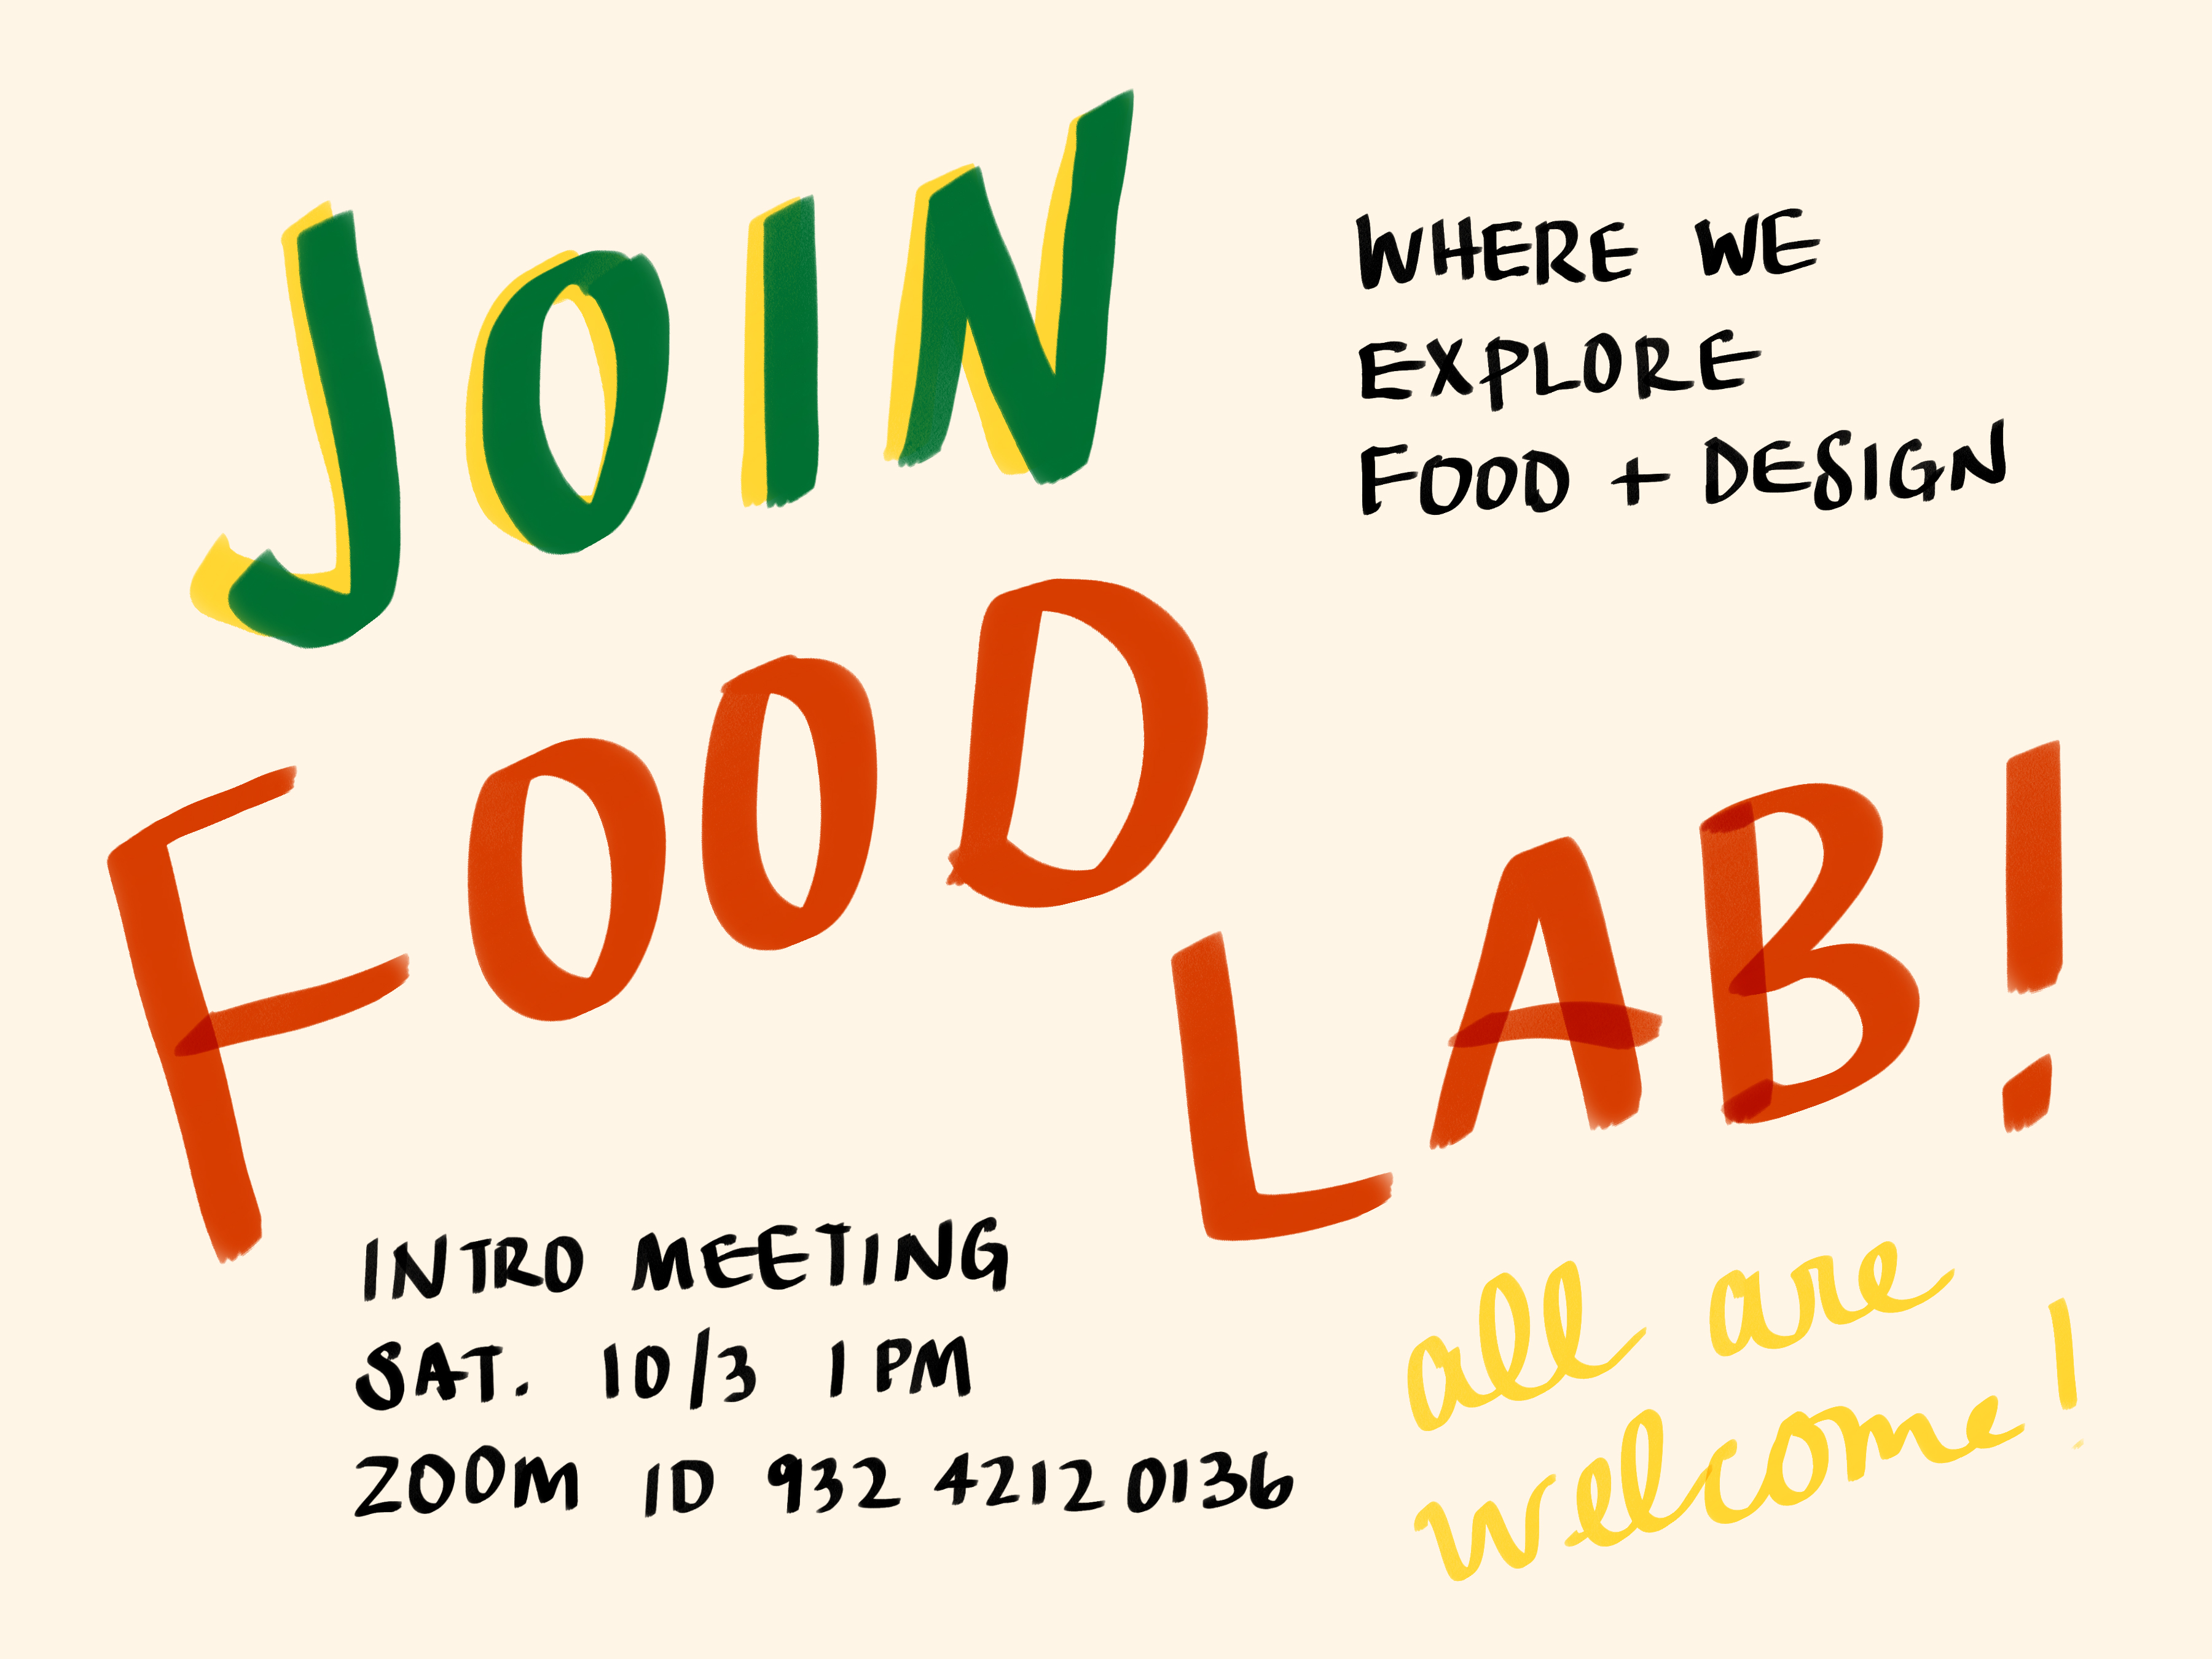 JOIN
WHERE WE
EXPLORE
FOOD + DESIGN
FOOD
LAB!
INTRO MEETING
SAT. 10/3 1 PM
ZOOM ID 932 4212 0136
all are
welcome!